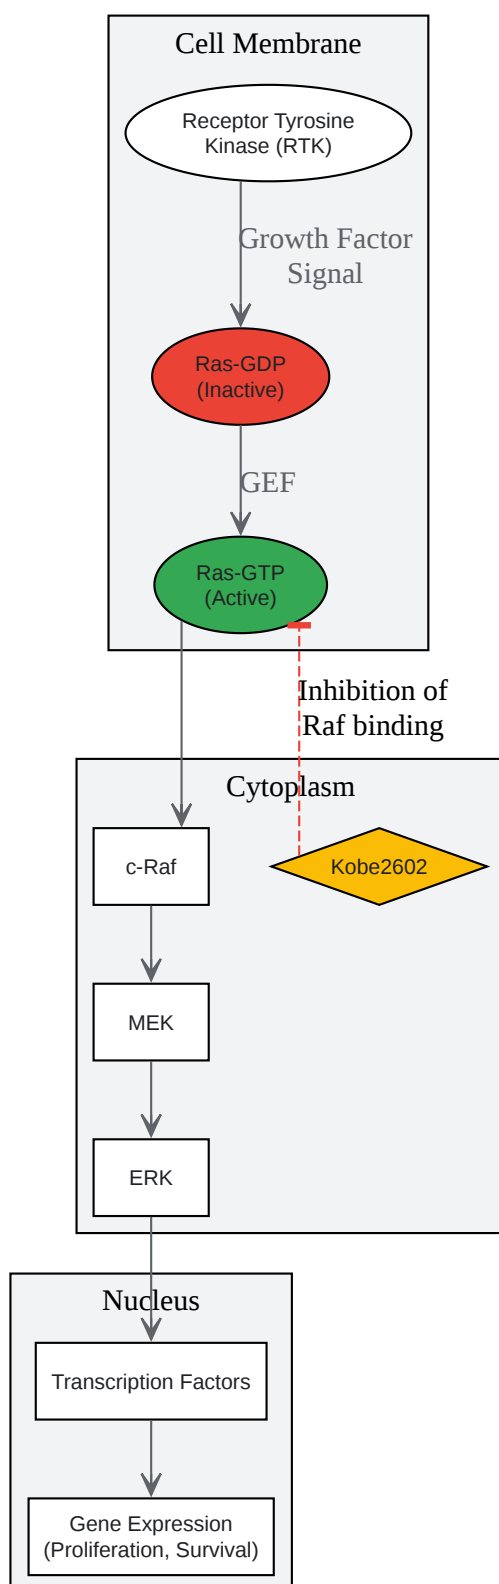 Cell Membrane
Receptor Tyrosine
Kinase (RTK)
Growth Factor
Signal
Ras-GDP
(Inactive)
GEF
Ras-GTP
(Active)
Inhibition of
Raf binding
Cytoplasm
c-Raf
Kobe2602
MEK
ERK
Nucleus
Transcription Factors
Gene Expression
(Proliferation, Survival)